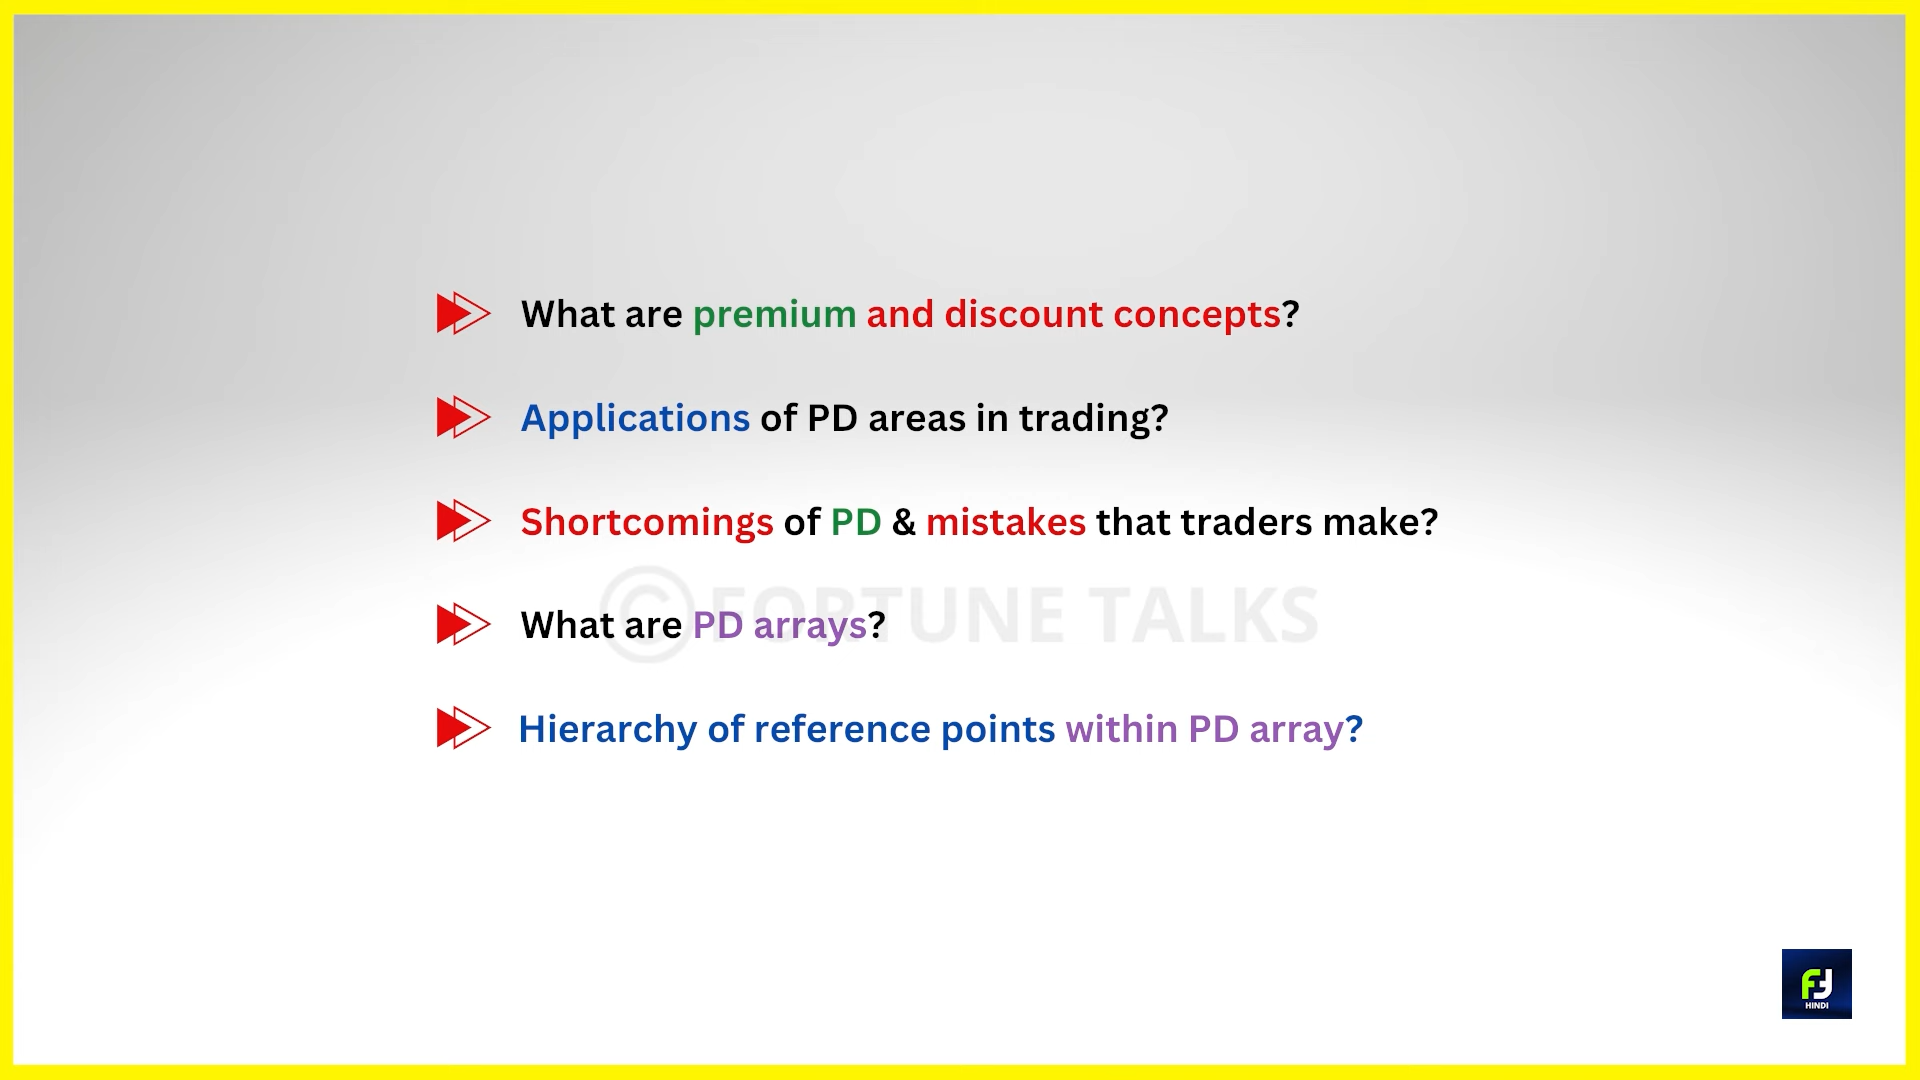 What are premium and discount concepts?
Applications of PD areas in trading?
Shortcomings of PD & mistakes that traders make?
©FORTUNE TALKS
What are PD arrays?
Hierarchy of reference points within PD array?
HINDI